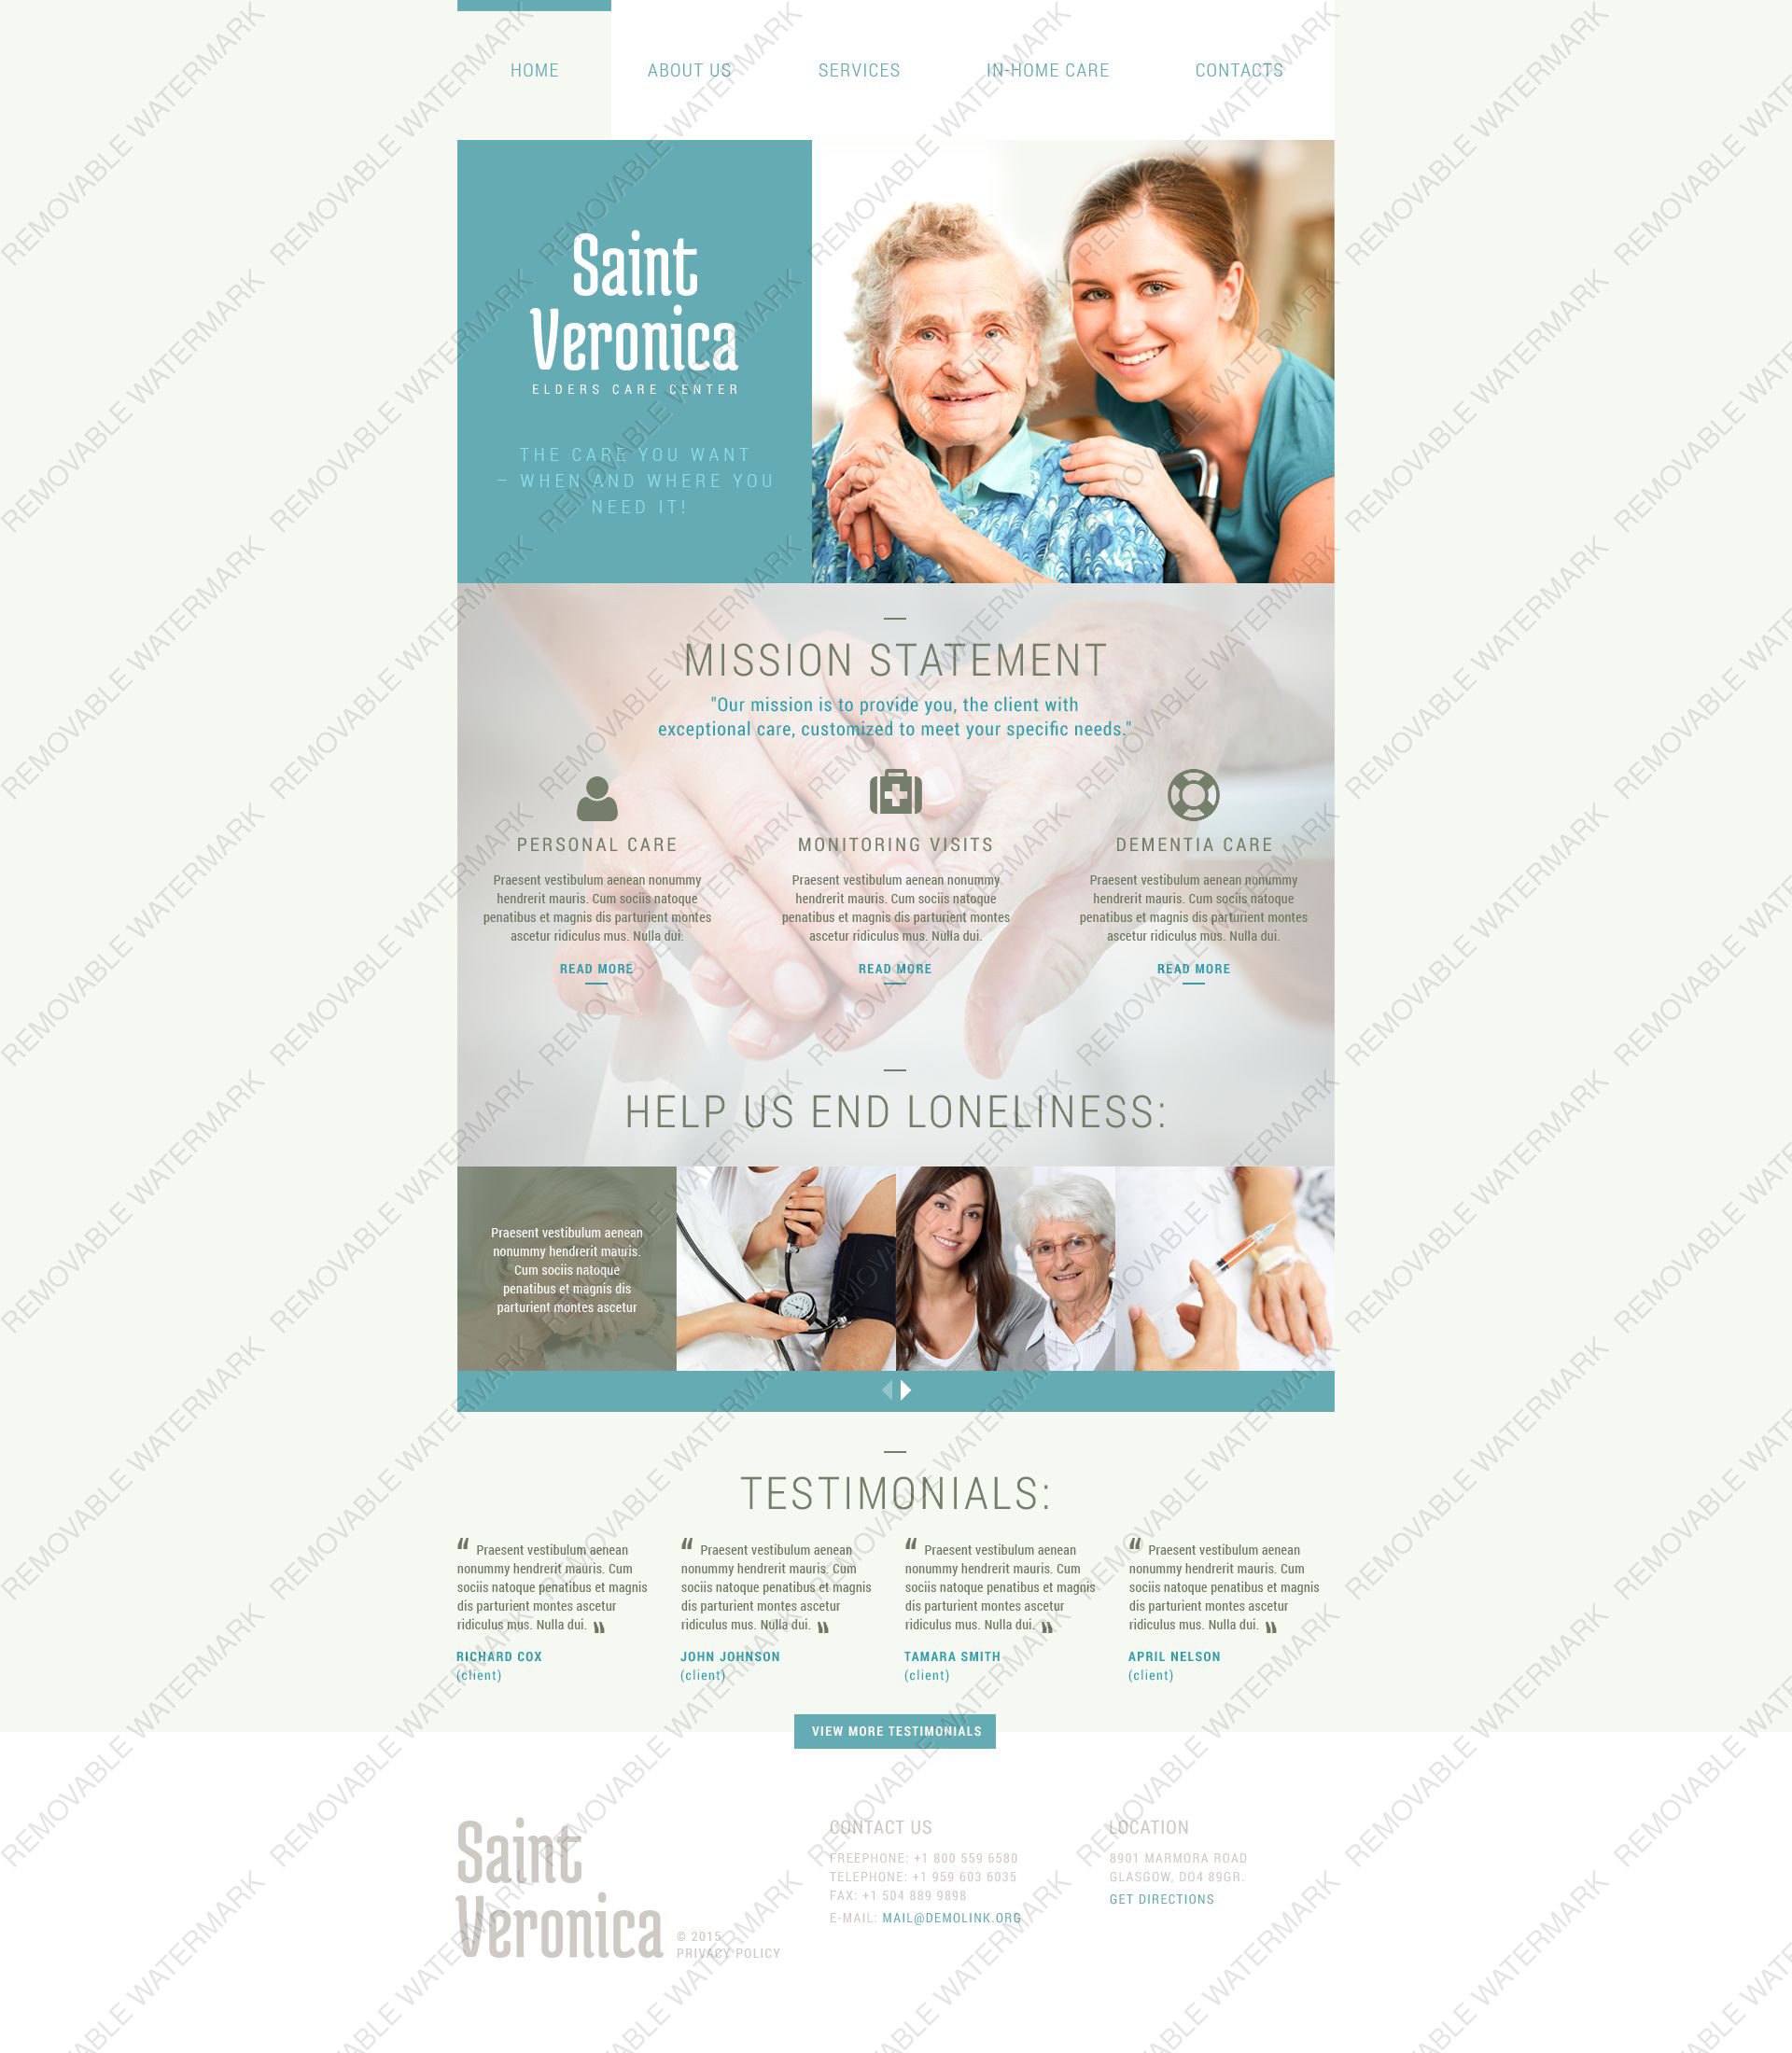 HOME ABOUT US SERVICES IN-HOME CARE CONTACTS
Saint
Veronica
ELDERS CARE CENTER
THE CARE YOU WANT
– WHEN AND WHERE YOU
NEED IT!
MISSION STATEMENT
"Our mission is to provide you, the client with
exceptional care, customized to meet your specific needs."
PERSONAL CARE
Praesent vestibulum aenean nonummy
hendrerit mauris. Cum sociis natoque
penatibus et magnis dis parturient montes
ascetur ridiculus mus. Nulla dui.
READ MORE
MONITORING VISITS
Praesent vestibulum aenean nonummy
hendrerit mauris. Cum sociis natoque
penatibus et magnis dis parturient montes
ascetur ridiculus mus. Nulla dui.
READ MORE
DEMENTIA CARE
Praesent vestibulum aenean nonummy
hendrerit mauris. Cum sociis natoque
penatibus et magnis dis parturient montes
ascetur ridiculus mus. Nulla dui.
READ MORE
HELP US END LONELINESS:
Praesent vestibulum aenean
nonummy hendrerit mauris.
Cum sociis natoque
penatibus et magnis dis
parturient montes ascetur
TESTIMONIALS:
“ Praesent vestibulum aenean
nonummy hendrerit mauris. Cum
sociis natoque penatibus et magnis
dis parturient montes ascetur
ridiculus mus. Nulla dui. ”
RICHARD COX
(client)
“ Praesent vestibulum aenean
nonummy hendrerit mauris. Cum
sociis natoque penatibus et magnis
dis parturient montes ascetur
ridiculus mus. Nulla dui. ”
JOHN JOHNSON
(client)
“ Praesent vestibulum aenean
nonummy hendrerit mauris. Cum
sociis natoque penatibus et magnis
dis parturient montes ascetur
ridiculus mus. Nulla dui. ”
TAMARA SMITH
(client)
“ Praesent vestibulum aenean
nonummy hendrerit mauris. Cum
sociis natoque penatibus et magnis
dis parturient montes ascetur
ridiculus mus. Nulla dui. ”
APRIL NELSON
(client)
VIEW MORE TESTIMONIALS
Saint
Veronica
© 2015
PRIVACY POLICY
CONTACT US
FREEPHONE: +1 800 559 6580
TELEPHONE: +1 959 603 6035
FAX: +1 504 889 9898
E-MAIL: MAIL@DEMOLINK.ORG
LOCATION
8901 MARMORA ROAD
GLASGOW, DO4 89GR.
GET DIRECTIONS
REMOVABLE WATERMARK